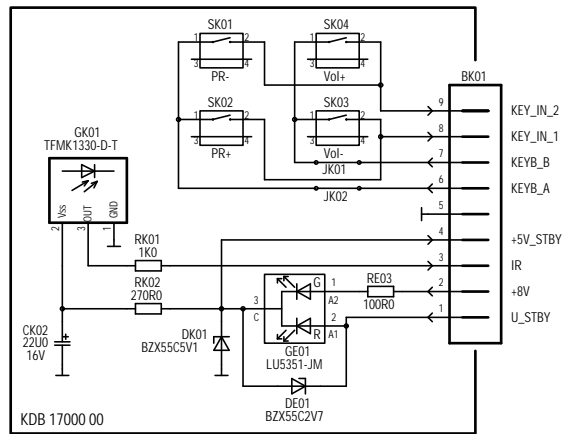 SK01
1 2
3 4
PR-
SK04
1 2
3 4
Vol+
BK01
SK02
1 2
3 4
PR+
SK03
1 2
3 4
Vol-
JK01
JK02
9 KEY_IN_2
8 KEY_IN_1
7 KEYB_B
6 KEYB_A
5
4 +5V_STBY
3 IR
2 +8V
1 U_STBY
GK01
TFMK1330-D-T
Vss OUT GND
2 3 1
RK01
1K0
RK02
270R0
CK02
22U0
16V
+
DK01
BZX55C5V1
3
C
G 1
A2
R 2
A1
GE01
LU5351-JM
RE03
100R0
DE01
BZX55C2V7
KDB 17000 00